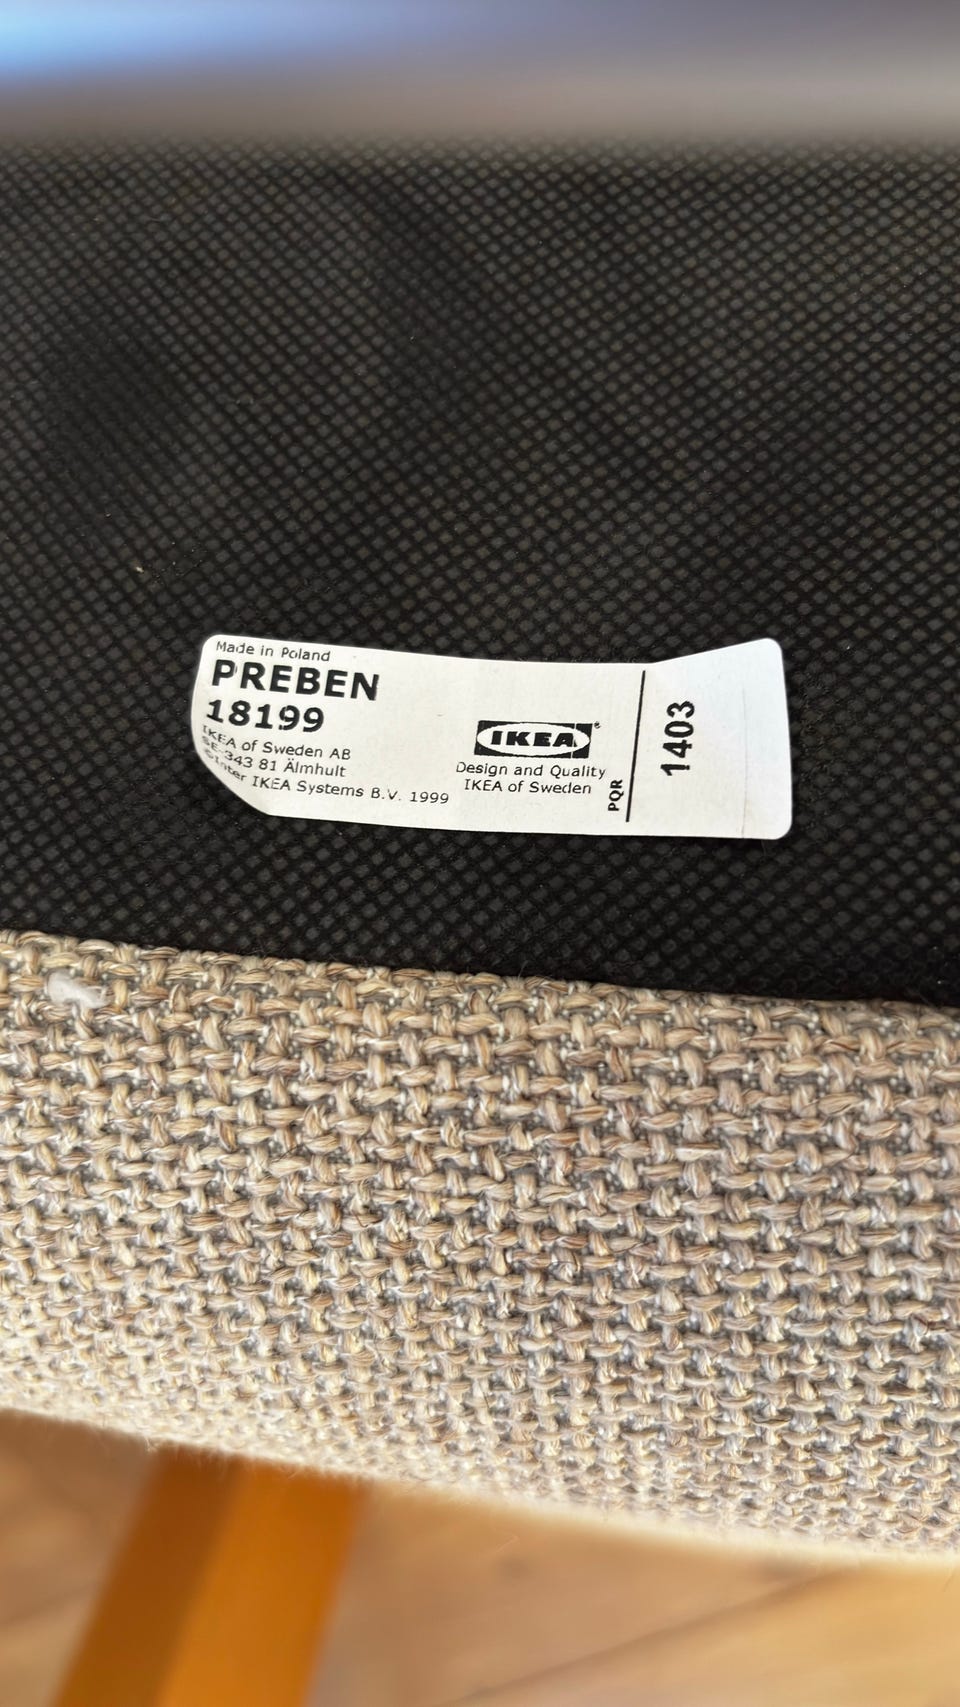 Made in Poland
PREBEN
18199
IKEA of Sweden AB
SE-343 81 Älmhult
©Inter IKEA Systems B.V. 1999
IKEA®
Design and Quality
IKEA of Sweden
PQR
1403